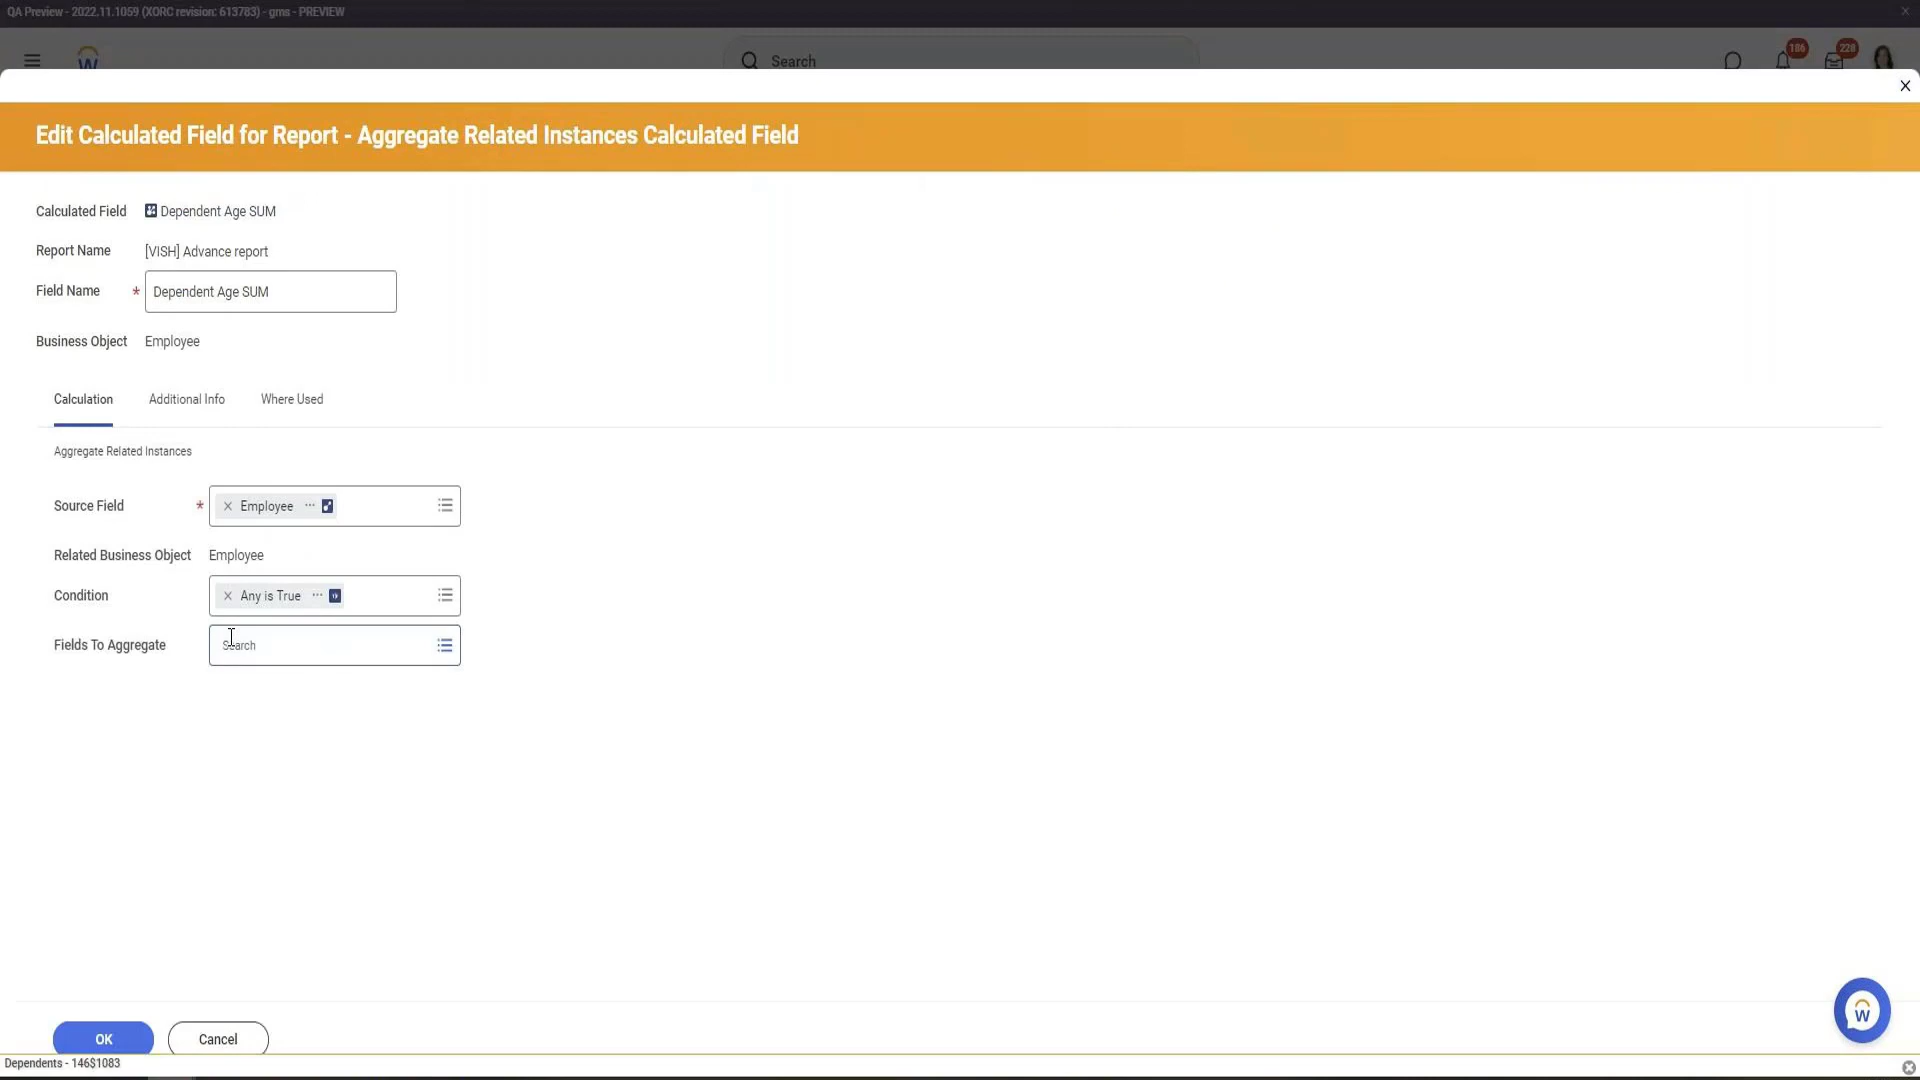 QA Preview - 2022.11.1059 (XORC revision: 613783) - gms - PREVIEW
W
Search
186
228
Edit Calculated Field for Report - Aggregate Related Instances Calculated Field
Calculated Field Dependent Age SUM
Report Name [VISH] Advance report
Field Name * Dependent Age SUM
Business Object Employee
Calculation Additional Info Where Used
Aggregate Related Instances
Source Field * Employee
Related Business Object Employee
Condition Any is True
Fields To Aggregate Search
W
OK Cancel
Dependents - 146$1083